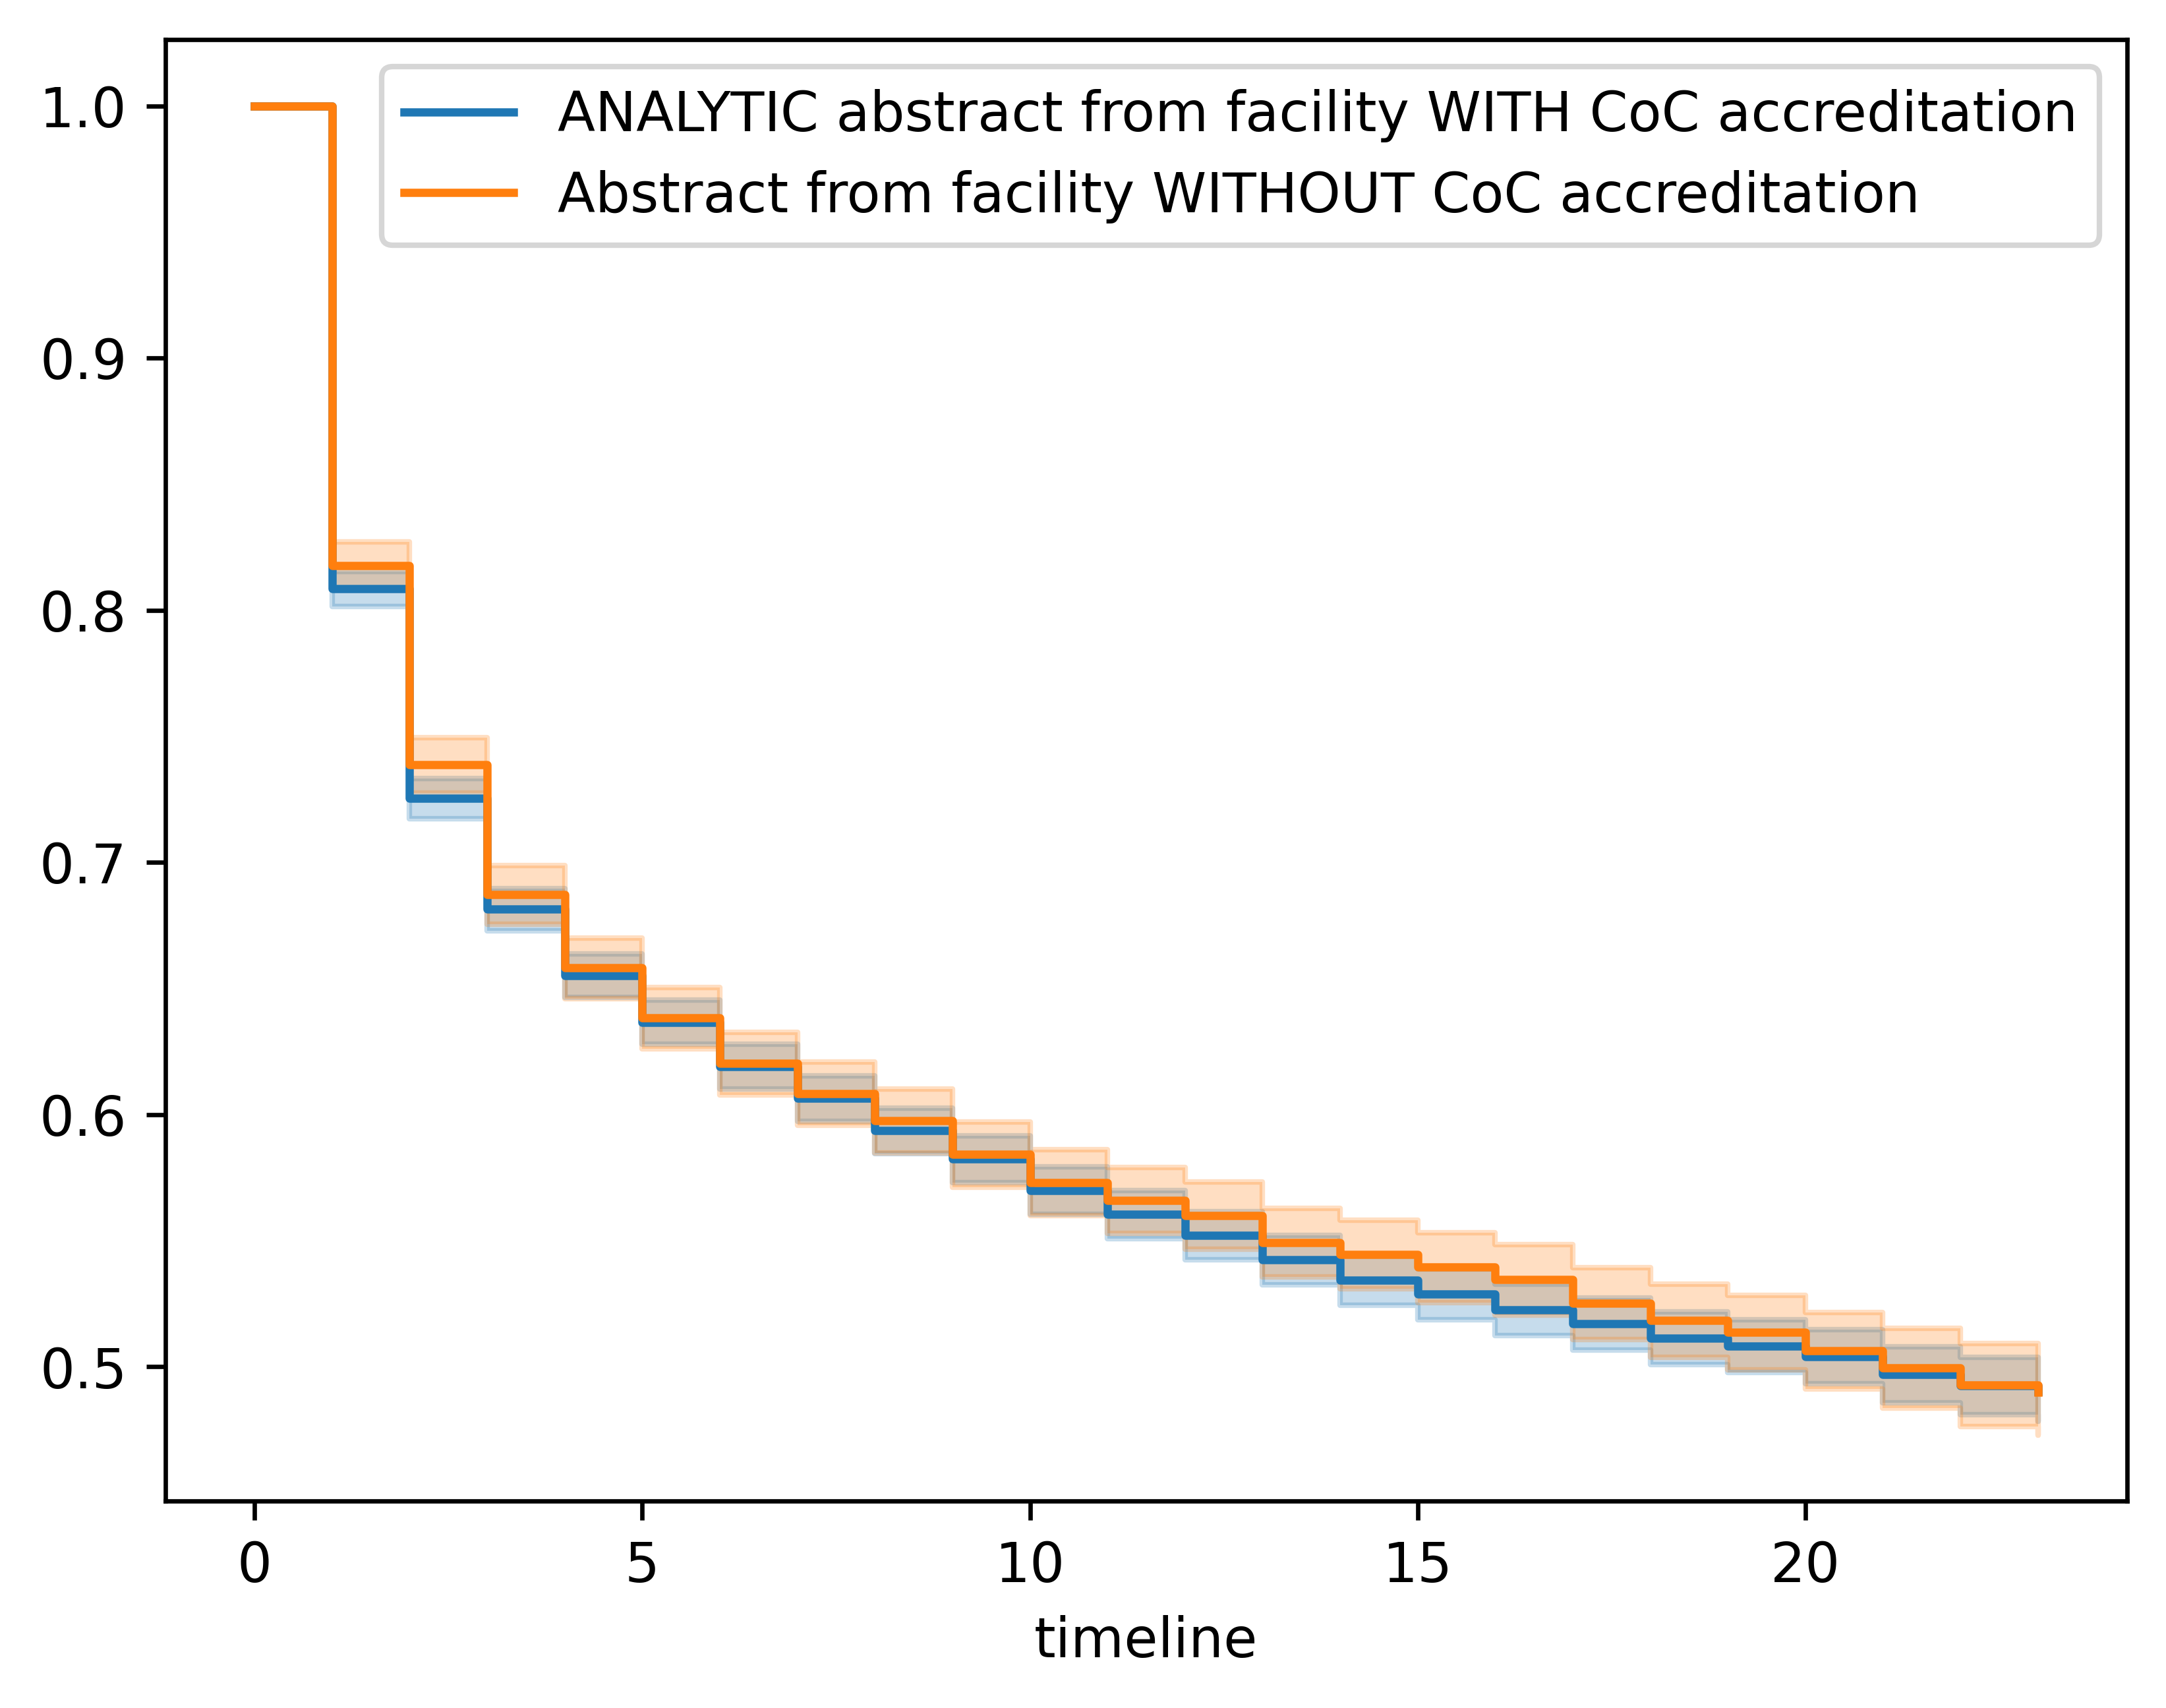 ANALYTIC abstract from facility WITH CoC accreditation
Abstract from facility WITHOUT CoC accreditation
1.0
0.9
0.8
0.7
0.6
0.5
0 5 10 15 20
timeline